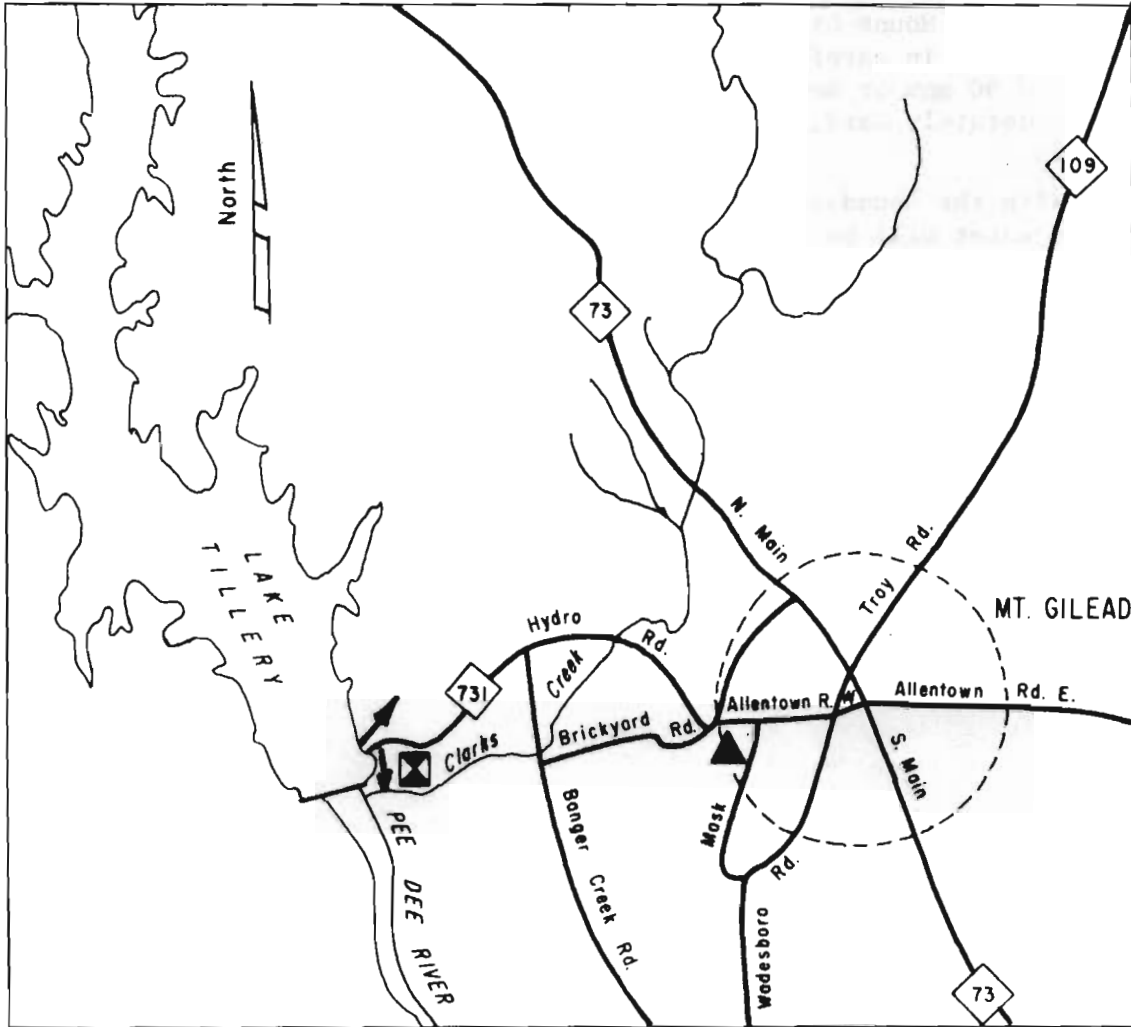 North
73
109
N. Main
Troy Rd.
MT. GILEAD
LAKE TILLERY
Hydro Rd.
731
Clarks Creek
Brickyard Rd.
Allentown R. W
Allentown Rd. E.
S. Main
Mask Rd.
Banger Creek Rd.
Wadesboro
PEE DEE RIVER
73